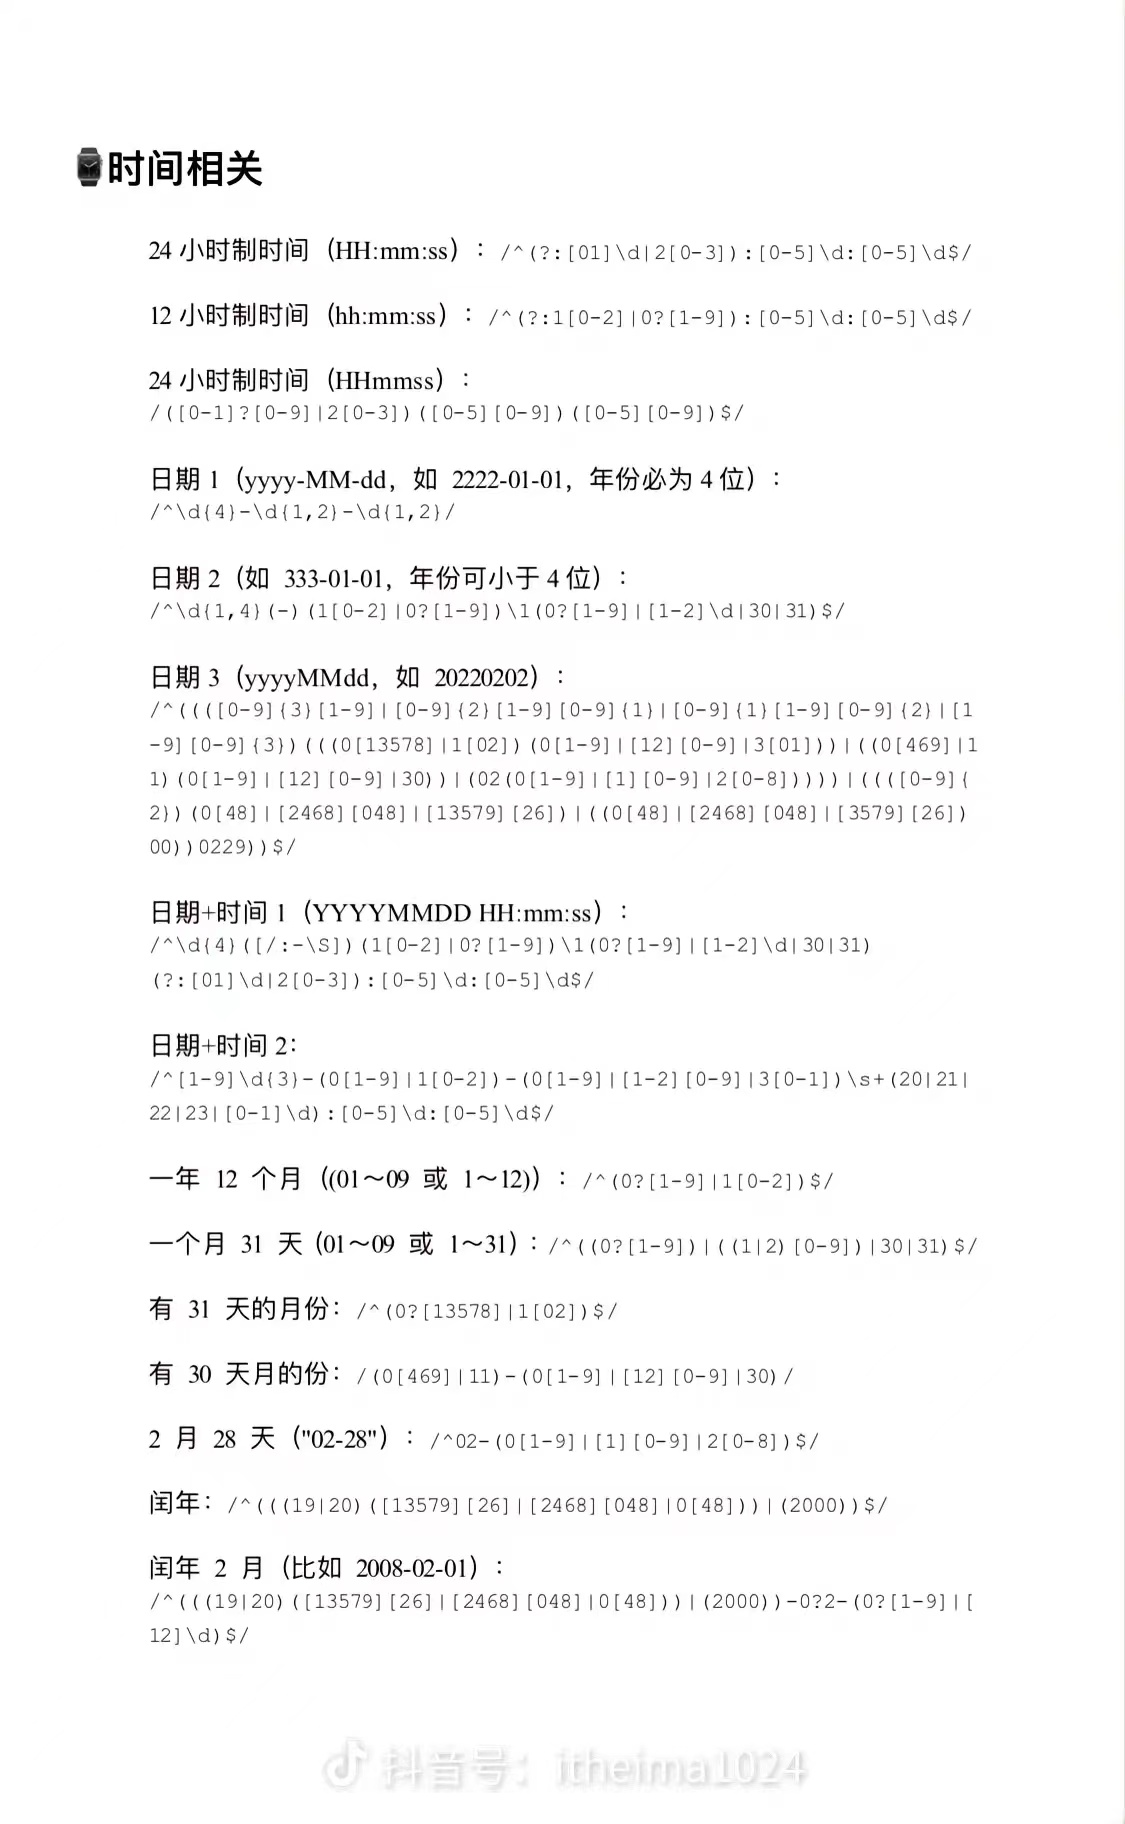 时间相关
24 小时制时间（HH:mm:ss）：/^(?:[01]\d|2[0-3]):[0-5]\d:[0-5]\d$/
12 小时制时间（hh:mm:ss）：/^(?:1[0-2]|0?[1-9]):[0-5]\d:[0-5]\d$/
24 小时制时间（HHmmss）：
/([0-1]?[0-9]|2[0-3])([0-5][0-9])([0-5][0-9])$/
日期 1（yyyy-MM-dd，如 2222-01-01，年份必为 4 位）：
/^\d{4}-\d{1,2}-\d{1,2}/
日期 2（如 333-01-01，年份可小于 4 位）：
/^\d{1,4}(-)(1[0-2]|0?[1-9])\1(0?[1-9]|[1-2]\d|30|31)$/
日期 3（yyyyMMdd，如 20220202）：
/^((([0-9]{3}[1-9]|[0-9]{2}[1-9][0-9]{1}|[0-9]{1}[1-9][0-9]{2}|[1
-9][0-9]{3})(((0[13578]|1[02])(0[1-9]|[12][0-9]|3[01]))|((0[469]|1
1)(0[1-9]|[12][0-9]|30))|(02(0[1-9]|[1][0-9]|2[0-8]))))|((([0-9]{
2})(0[48]|[2468][048]|[13579][26])|((0[48]|[2468][048]|[3579][26])
00))0229))$/
日期+时间 1（YYYYMMDD HH:mm:ss）：
/^\d{4}([/:-\S])(1[0-2]|0?[1-9])\1(0?[1-9]|[1-2]\d|30|31)
(?:[01]\d|2[0-3]):[0-5]\d:[0-5]\d$/
日期+时间 2：
/^[1-9]\d{3}-(0[1-9]|1[0-2])-(0[1-9]|[1-2][0-9]|3[0-1])\s+(20|21|
22|23|[0-1]\d):[0-5]\d:[0-5]\d$/
一年 12 个月（(01～09 或 1～12)）：/^(0?[1-9]|1[0-2])$/
一个月 31 天（01～09 或 1～31）：/^((0?[1-9])|((1|2)[0-9])|30|31)$/
有 31 天的月份：/^(0?[13578]|1[02])$/
有 30 天月的份：/(0[469]|11)-(0[1-9]|[12][0-9]|30)/
2 月 28 天（"02-28"）：/^02-(0[1-9]|[1][0-9]|2[0-8])$/
闰年：/^(((19|20)([13579][26]|[2468][048]|0[48]))|(2000))$/
闰年 2 月（比如 2008-02-01）：
/^(((19|20)([13579][26]|[2468][048]|0[48]))|(2000))-0?2-(0?[1-9]|[
12]\d)$/
抖音号：itheima1024